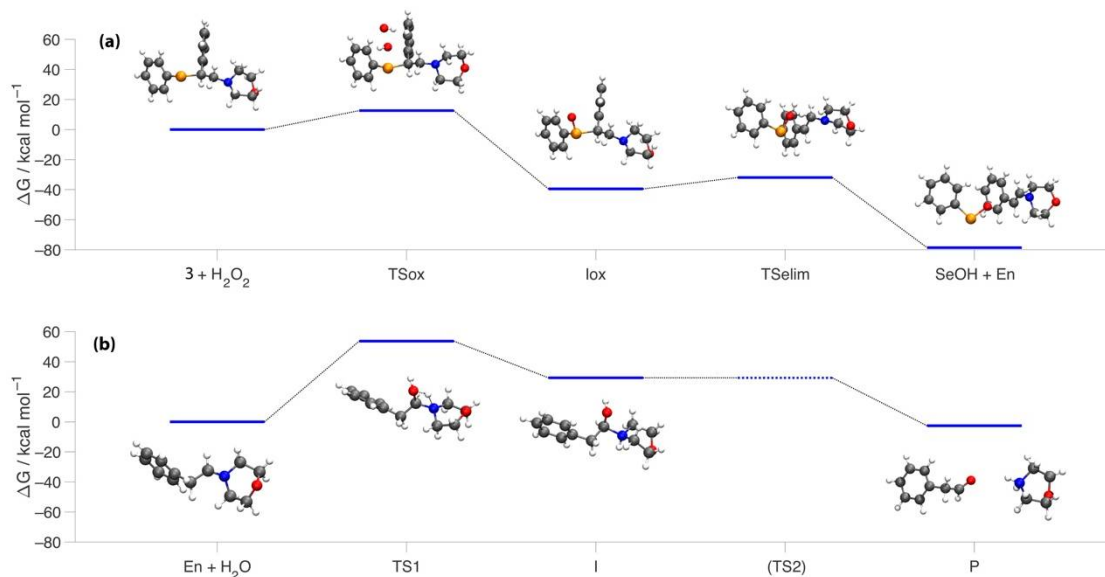 (a)
60
40
20
0
−20
−40
−60
−80
ΔG / kcal mol⁻¹
3 + H₂O₂
TSox
Iox
TSelim
SeOH + En
(b)
60
40
20
0
−20
−40
−60
−80
ΔG / kcal mol⁻¹
En + H₂O
TS1
I
(TS2)
P